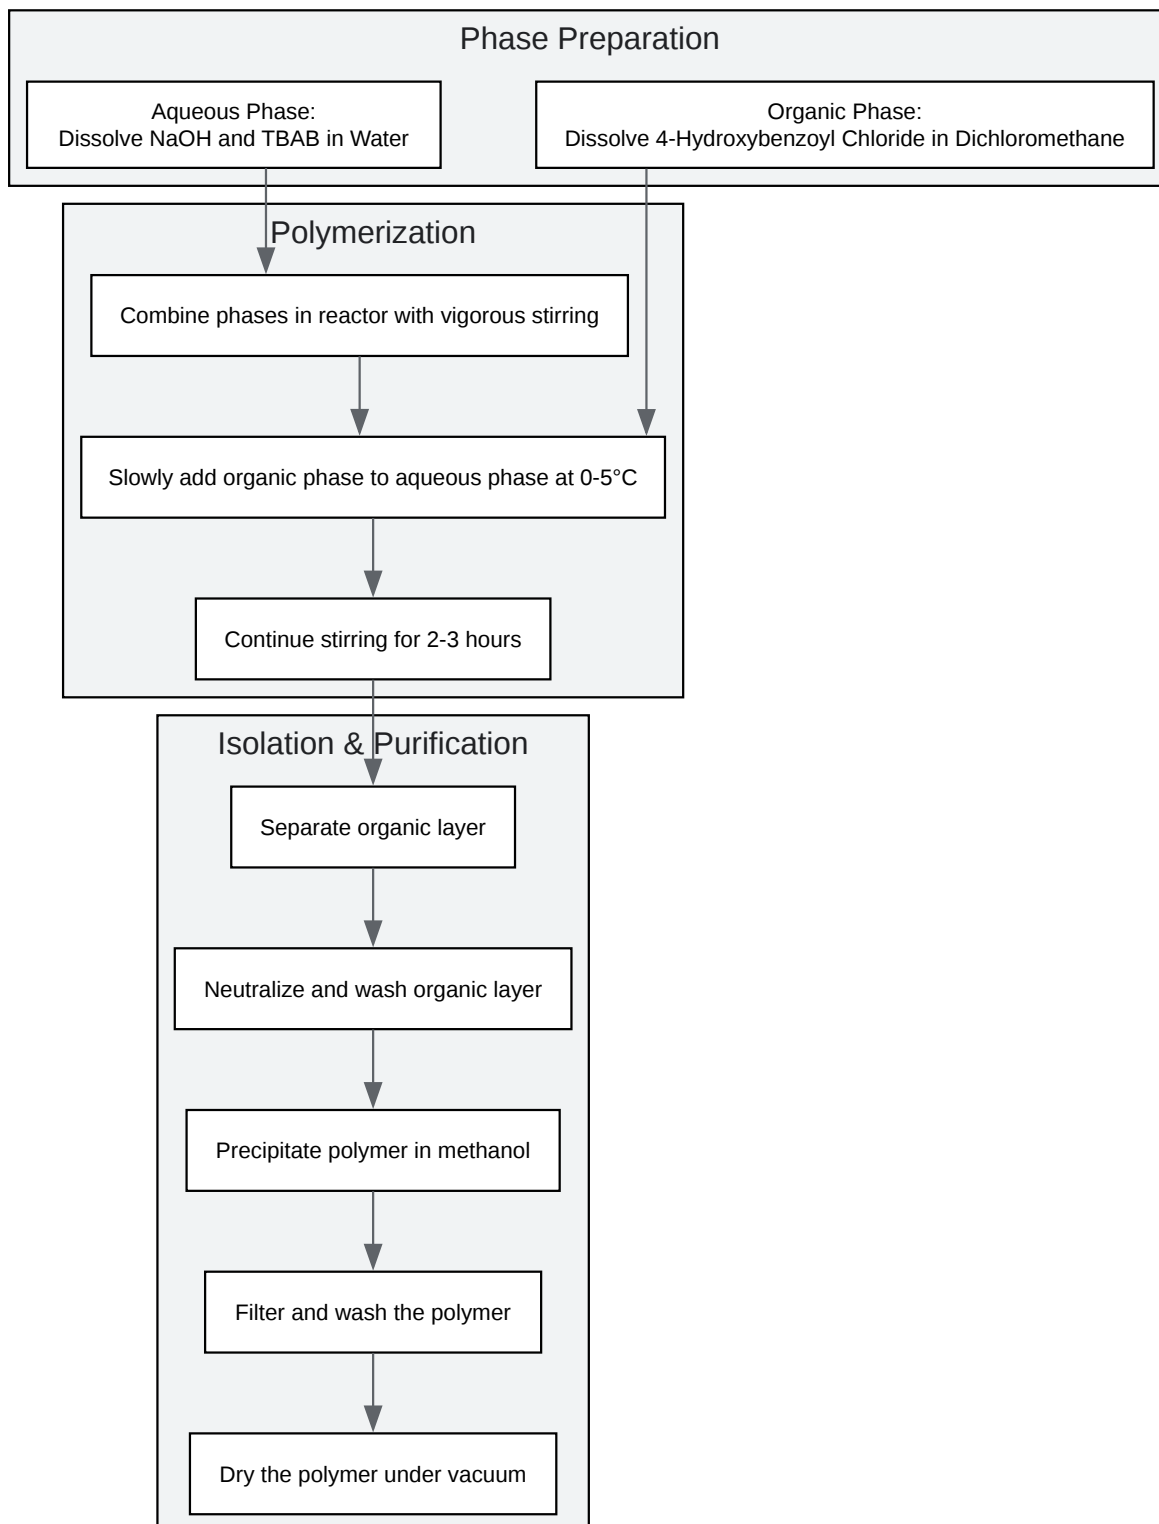 Phase Preparation
Aqueous Phase:
Dissolve NaOH and TBAB in Water
Organic Phase:
Dissolve 4-Hydroxybenzoyl Chloride in Dichloromethane
Polymerization
Combine phases in reactor with vigorous stirring
Slowly add organic phase to aqueous phase at 0-5°C
Continue stirring for 2-3 hours
Isolation & Purification
Separate organic layer
Neutralize and wash organic layer
Precipitate polymer in methanol
Filter and wash the polymer
Dry the polymer under vacuum